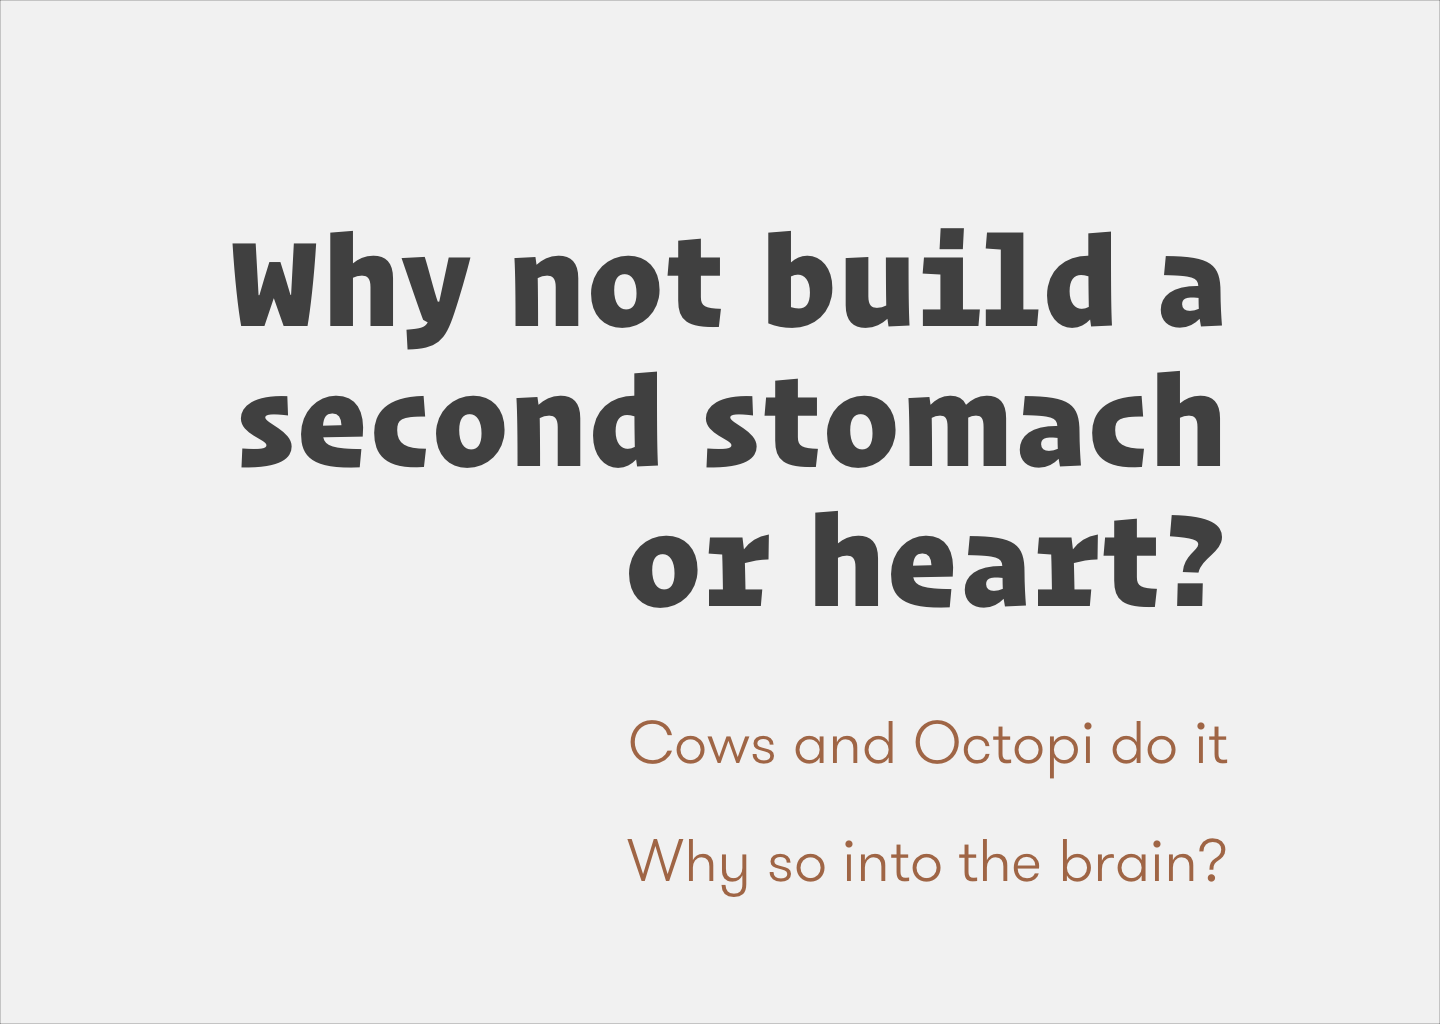 Why not build a
second stomach
or heart?
Cows and Octopi do it
Why so into the brain?